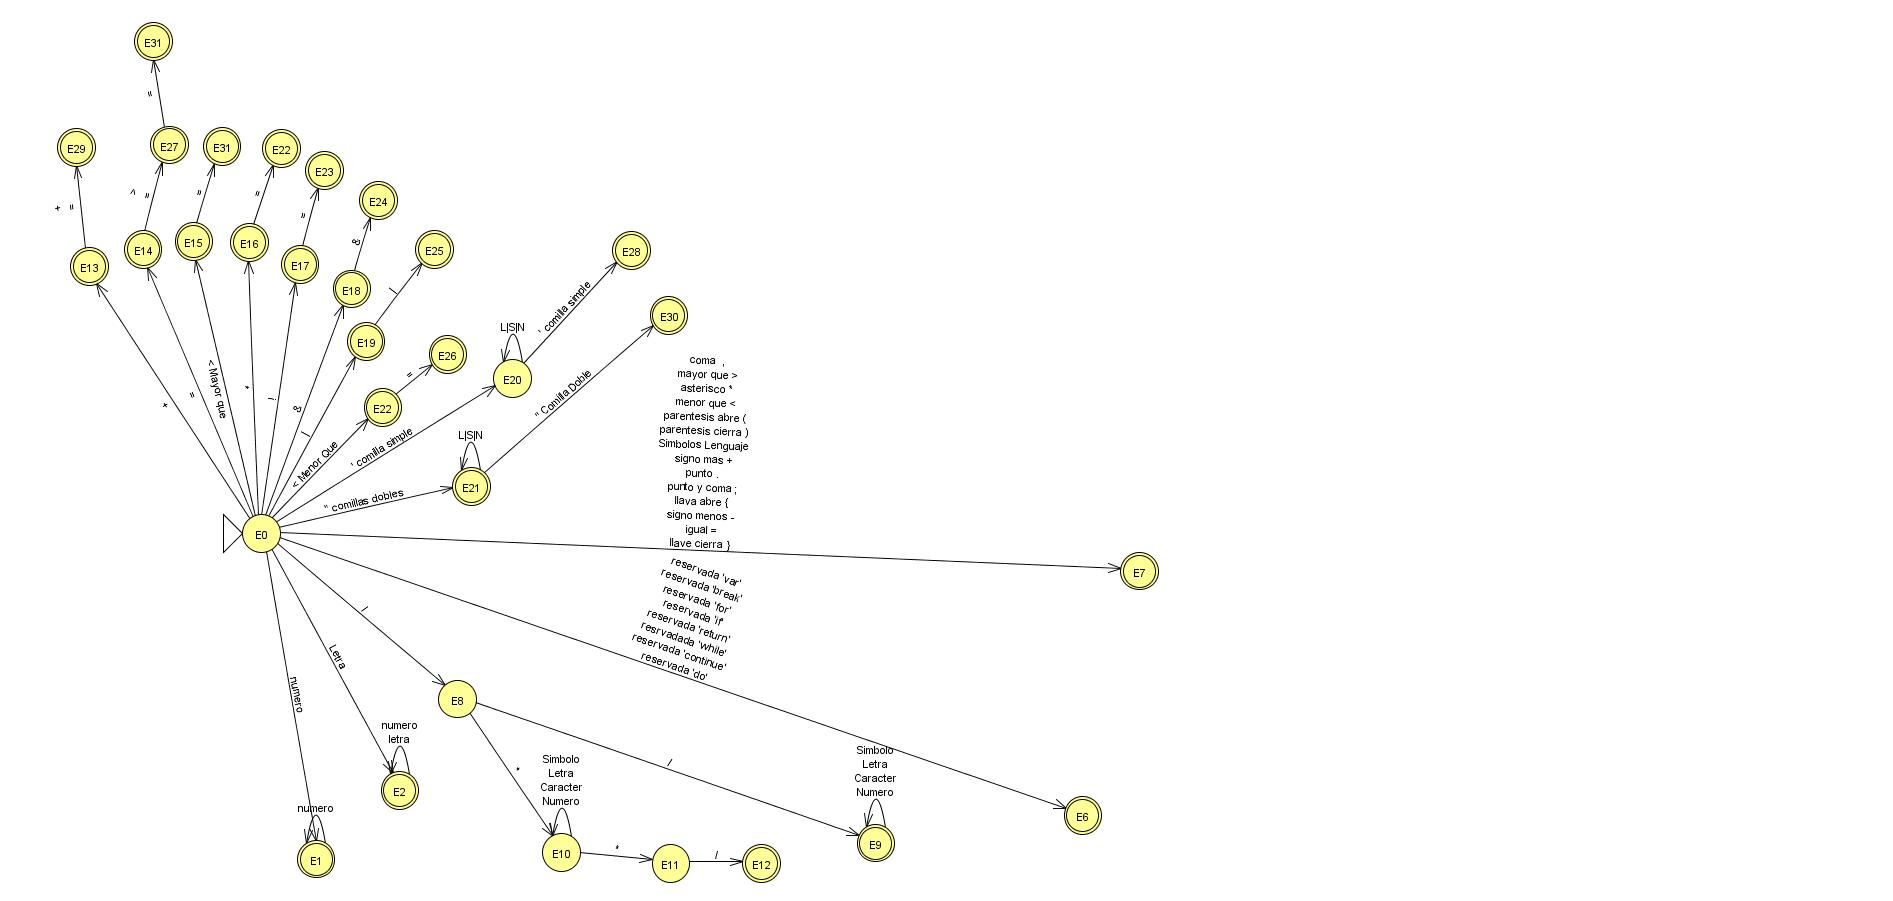 E31
=
E29
E27
E31
E22
E23
E24
E25
E28
E30
+
=
>
=
=
=
=
&
|
E13
E14
E15
E16
E17
E18
E19
E22
E26
=
+
=
< Mayor que
*
!
&
|
< Menor Que
' comilla simple
" comillas dobles
L|S|N
E20
' comilla simple
L|S|N
E21
" Comilla Doble
coma ,
mayor que >
asterisco *
menor que <
parentesis abre (
parentesis cierra )
Simbolos Lenguaje
signo mas +
punto .
punto y coma ;
llava abre {
signo menos -
igual =
llave cierra }
E0
E7
reservada 'var'
reservada 'break'
reservada 'for'
reservada 'if'
reservada 'return'
resrvadada 'while'
reservada 'continue'
reservada 'do'
E6
/
Letra
numero
E8
*
/
numero
letra
E2
numero
E1
Simbolo
Letra
Caracter
Numero
E10
*
E11
/
E12
Simbolo
Letra
Caracter
Numero
E9